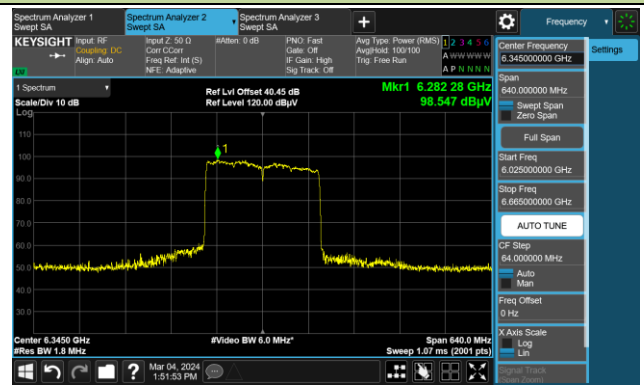 Spectrum Analyzer 1
Swept SA
Spectrum Analyzer 2
Swept SA
Spectrum Analyzer 3
Swept SA
+
Frequency
KEYSIGHT
Input: RF
Coupling: DC
Align: Auto
Input Z: 50 Ω
Corr CCorr
Freq Ref: Int (S)
NFE: Adaptive
#Atten: 0 dB
PNO: Fast
Gate: Off
IF Gain: High
Sig Track: Off
Avg Type: Power (RMS)
Avg|Hold: 100/100
Trig: Free Run
1 2 3 4 5 6
A W W W W W
A P N N N N
1 Spectrum
Scale/Div 10 dB
Log
Ref Lvl Offset 40.45 dB
Ref Level 120.00 dBµV
Mkr1 6.282 28 GHz
98.547 dBµV
1
110
100
90.0
80.0
70.0
60.0
50.0
40.0
30.0
Center 6.3450 GHz
#Res BW 1.8 MHz
#Video BW 6.0 MHz*
Span 640.0 MHz
Sweep 1.07 ms (2001 pts)
Mar 04, 2024
1:51:53 PM
Center Frequency
6.345000000 GHz
Settings
Span
640.000000 MHz
Swept Span
Zero Span
Full Span
Start Freq
6.025000000 GHz
Stop Freq
6.665000000 GHz
AUTO TUNE
CF Step
64.000000 MHz
Auto
Man
Freq Offset
0 Hz
X Axis Scale
Log
Lin
Signal Track
(Span Zoom)